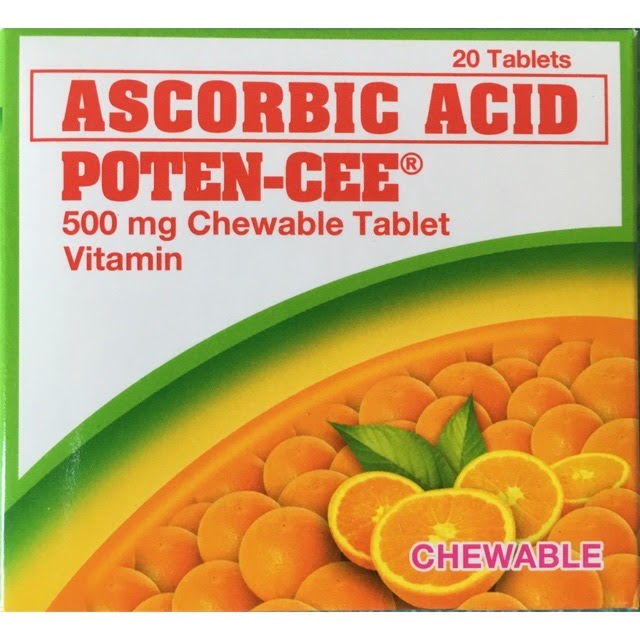 20 Tablets
ASCORBIC ACID
POTEN-CEE®
500 mg Chewable Tablet
Vitamin
CHEWABLE